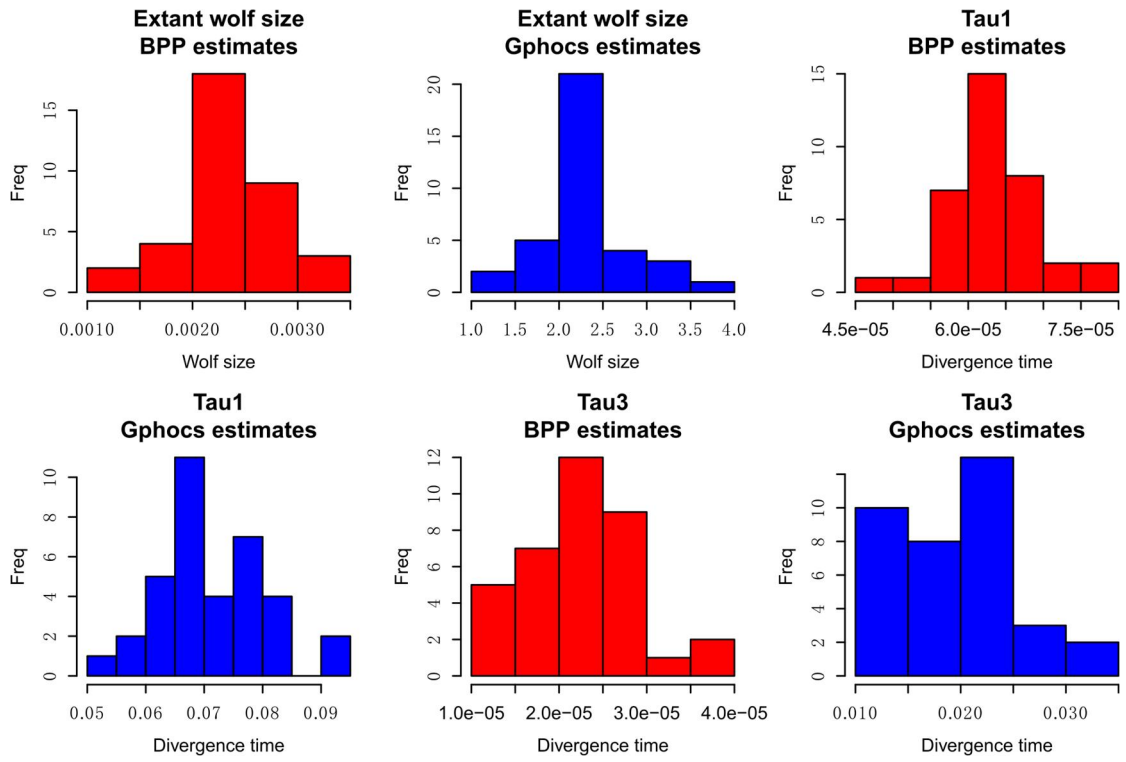 Extant wolf size
BPP estimates
Freq
0 5 10 15
0.0010 0.0020 0.0030
Wolf size
Extant wolf size
Gphocs estimates
Freq
0 5 10 15 20
1.0 1.5 2.0 2.5 3.0 3.5 4.0
Wolf size
Tau1
BPP estimates
Freq
0 5 10 15
4.5e−05 6.0e−05 7.5e−05
Divergence time
Tau1
Gphocs estimates
Freq
0 2 4 6 8 10
0.05 0.06 0.07 0.08 0.09
Divergence time
Tau3
BPP estimates
Freq
0 2 4 6 8 10 12
1.0e−05 2.0e−05 3.0e−05 4.0e−05
Divergence time
Tau3
Gphocs estimates
Freq
0 2 4 6 8 10
0.010 0.020 0.030
Divergence time